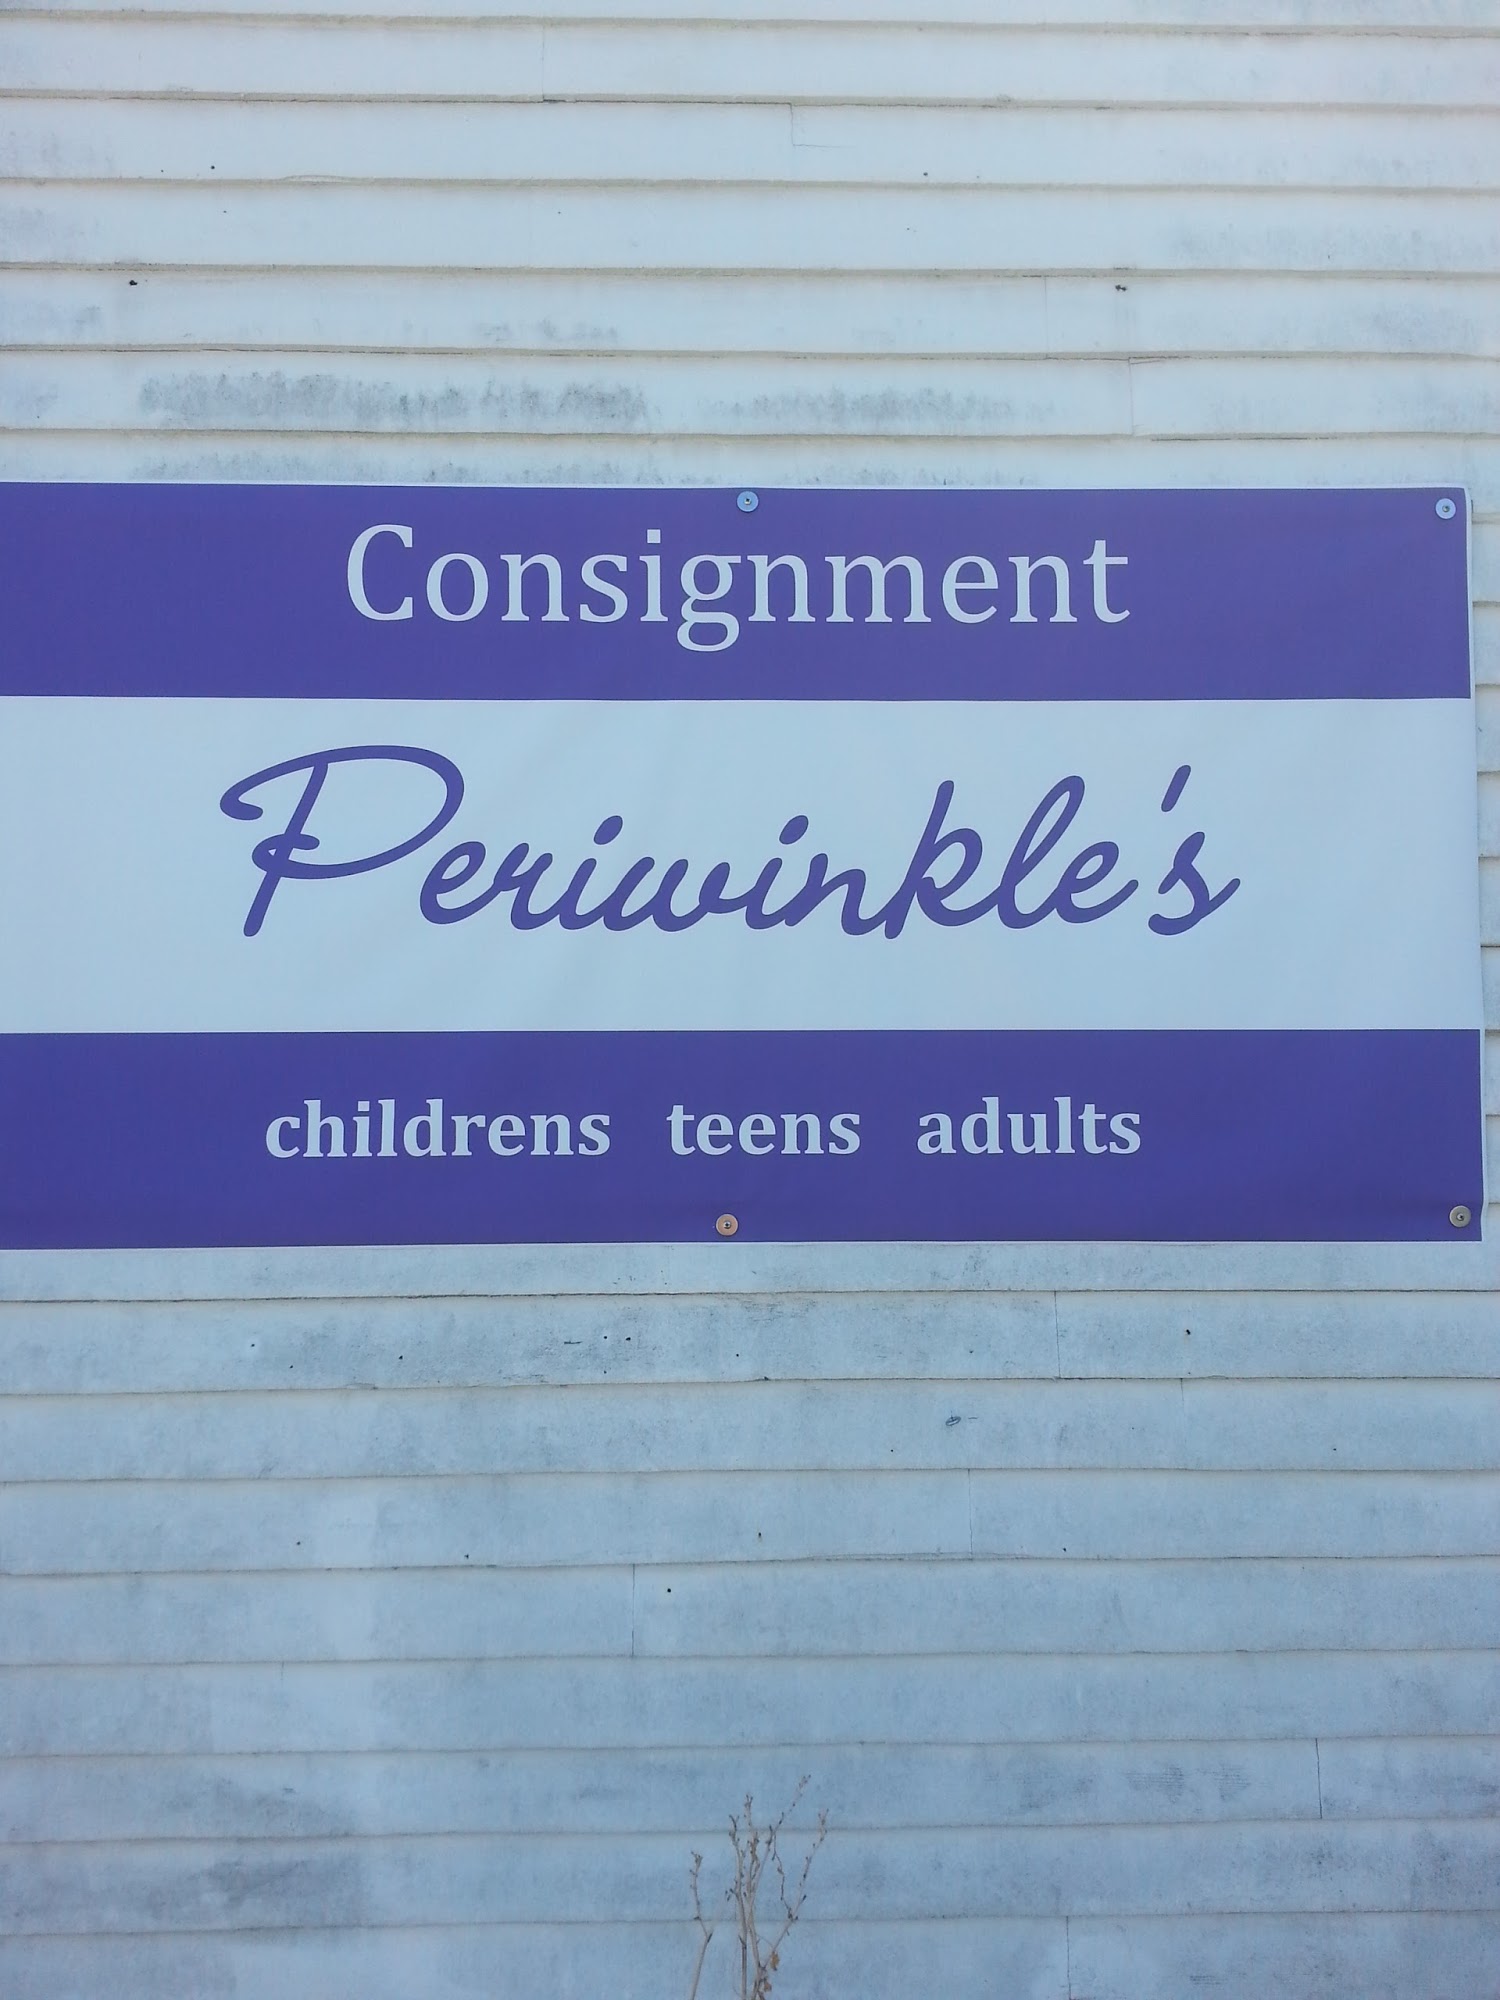 Consignment
Periwinkle's
childrens teens adults